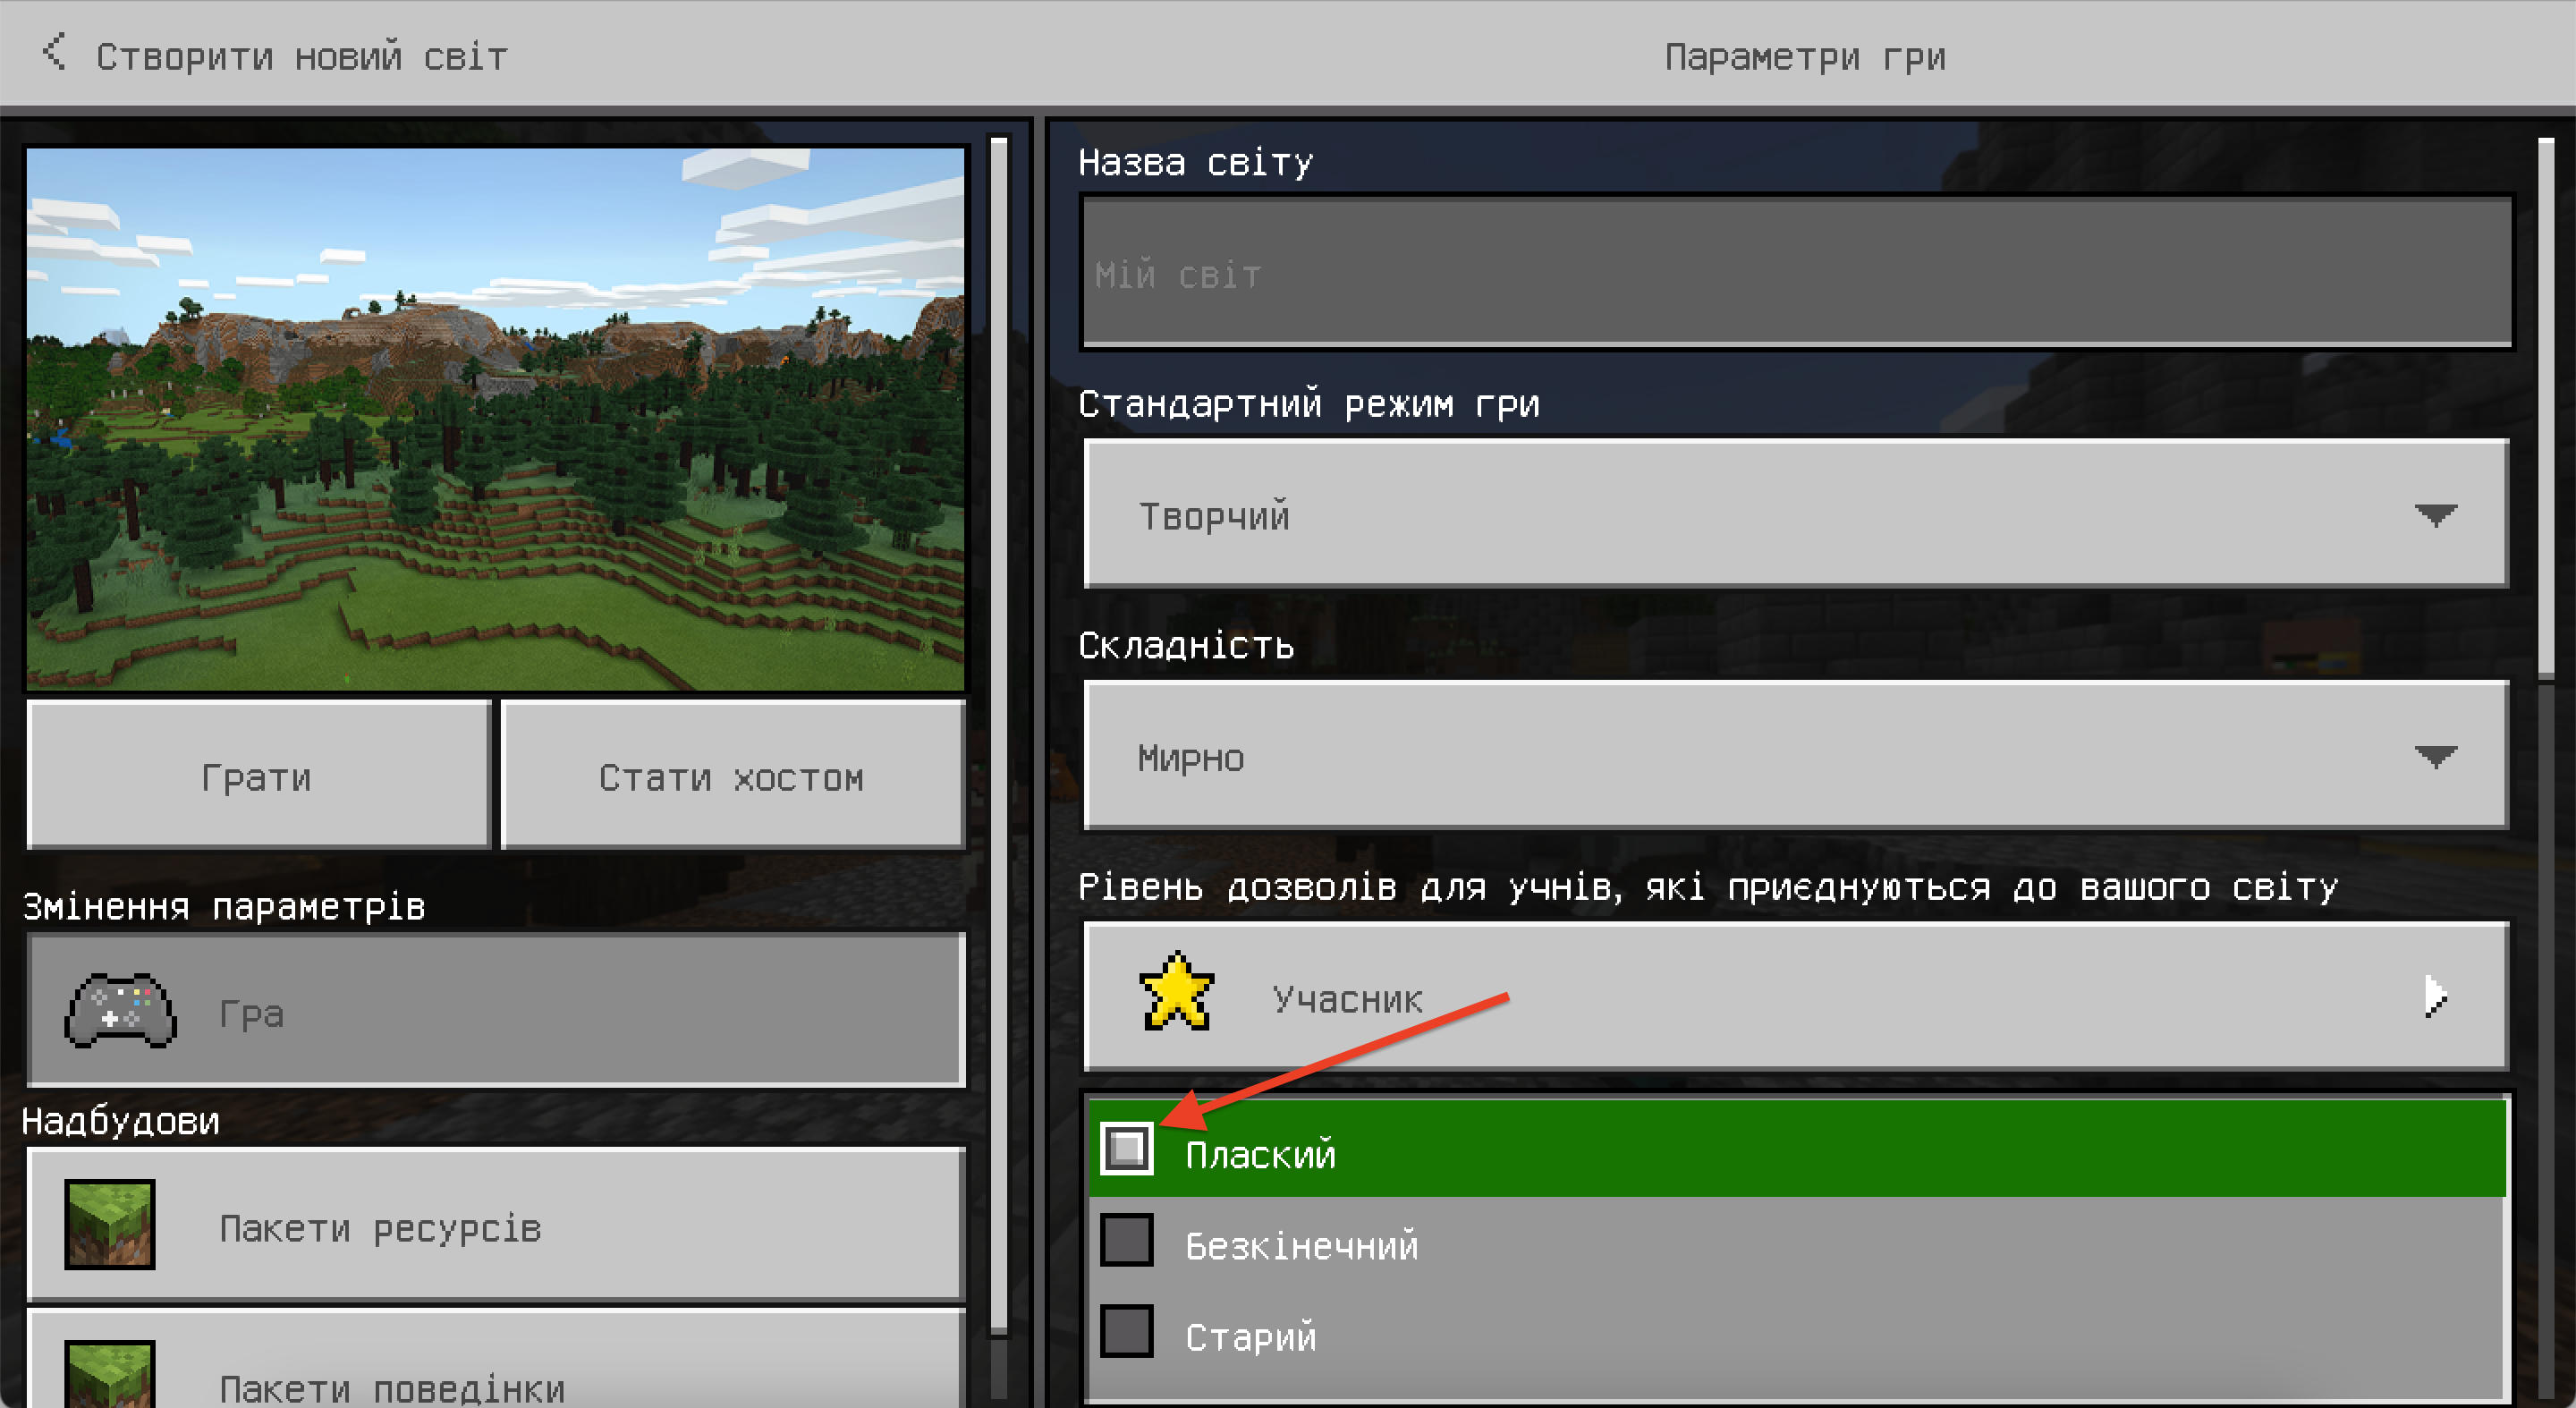 Створити новий світ
Параметри гри
Грати
Стати хостом
Змінення параметрів
Гра
Надбудови
Пакети ресурсів
Пакети поведінки
Назва світу
Мій світ
Стандартний режим гри
Творчий
Складність
Мирно
Рівень дозволів для учнів, які приєднуються до вашого світу
Учасник
Плаский
Безкінечний
Старий